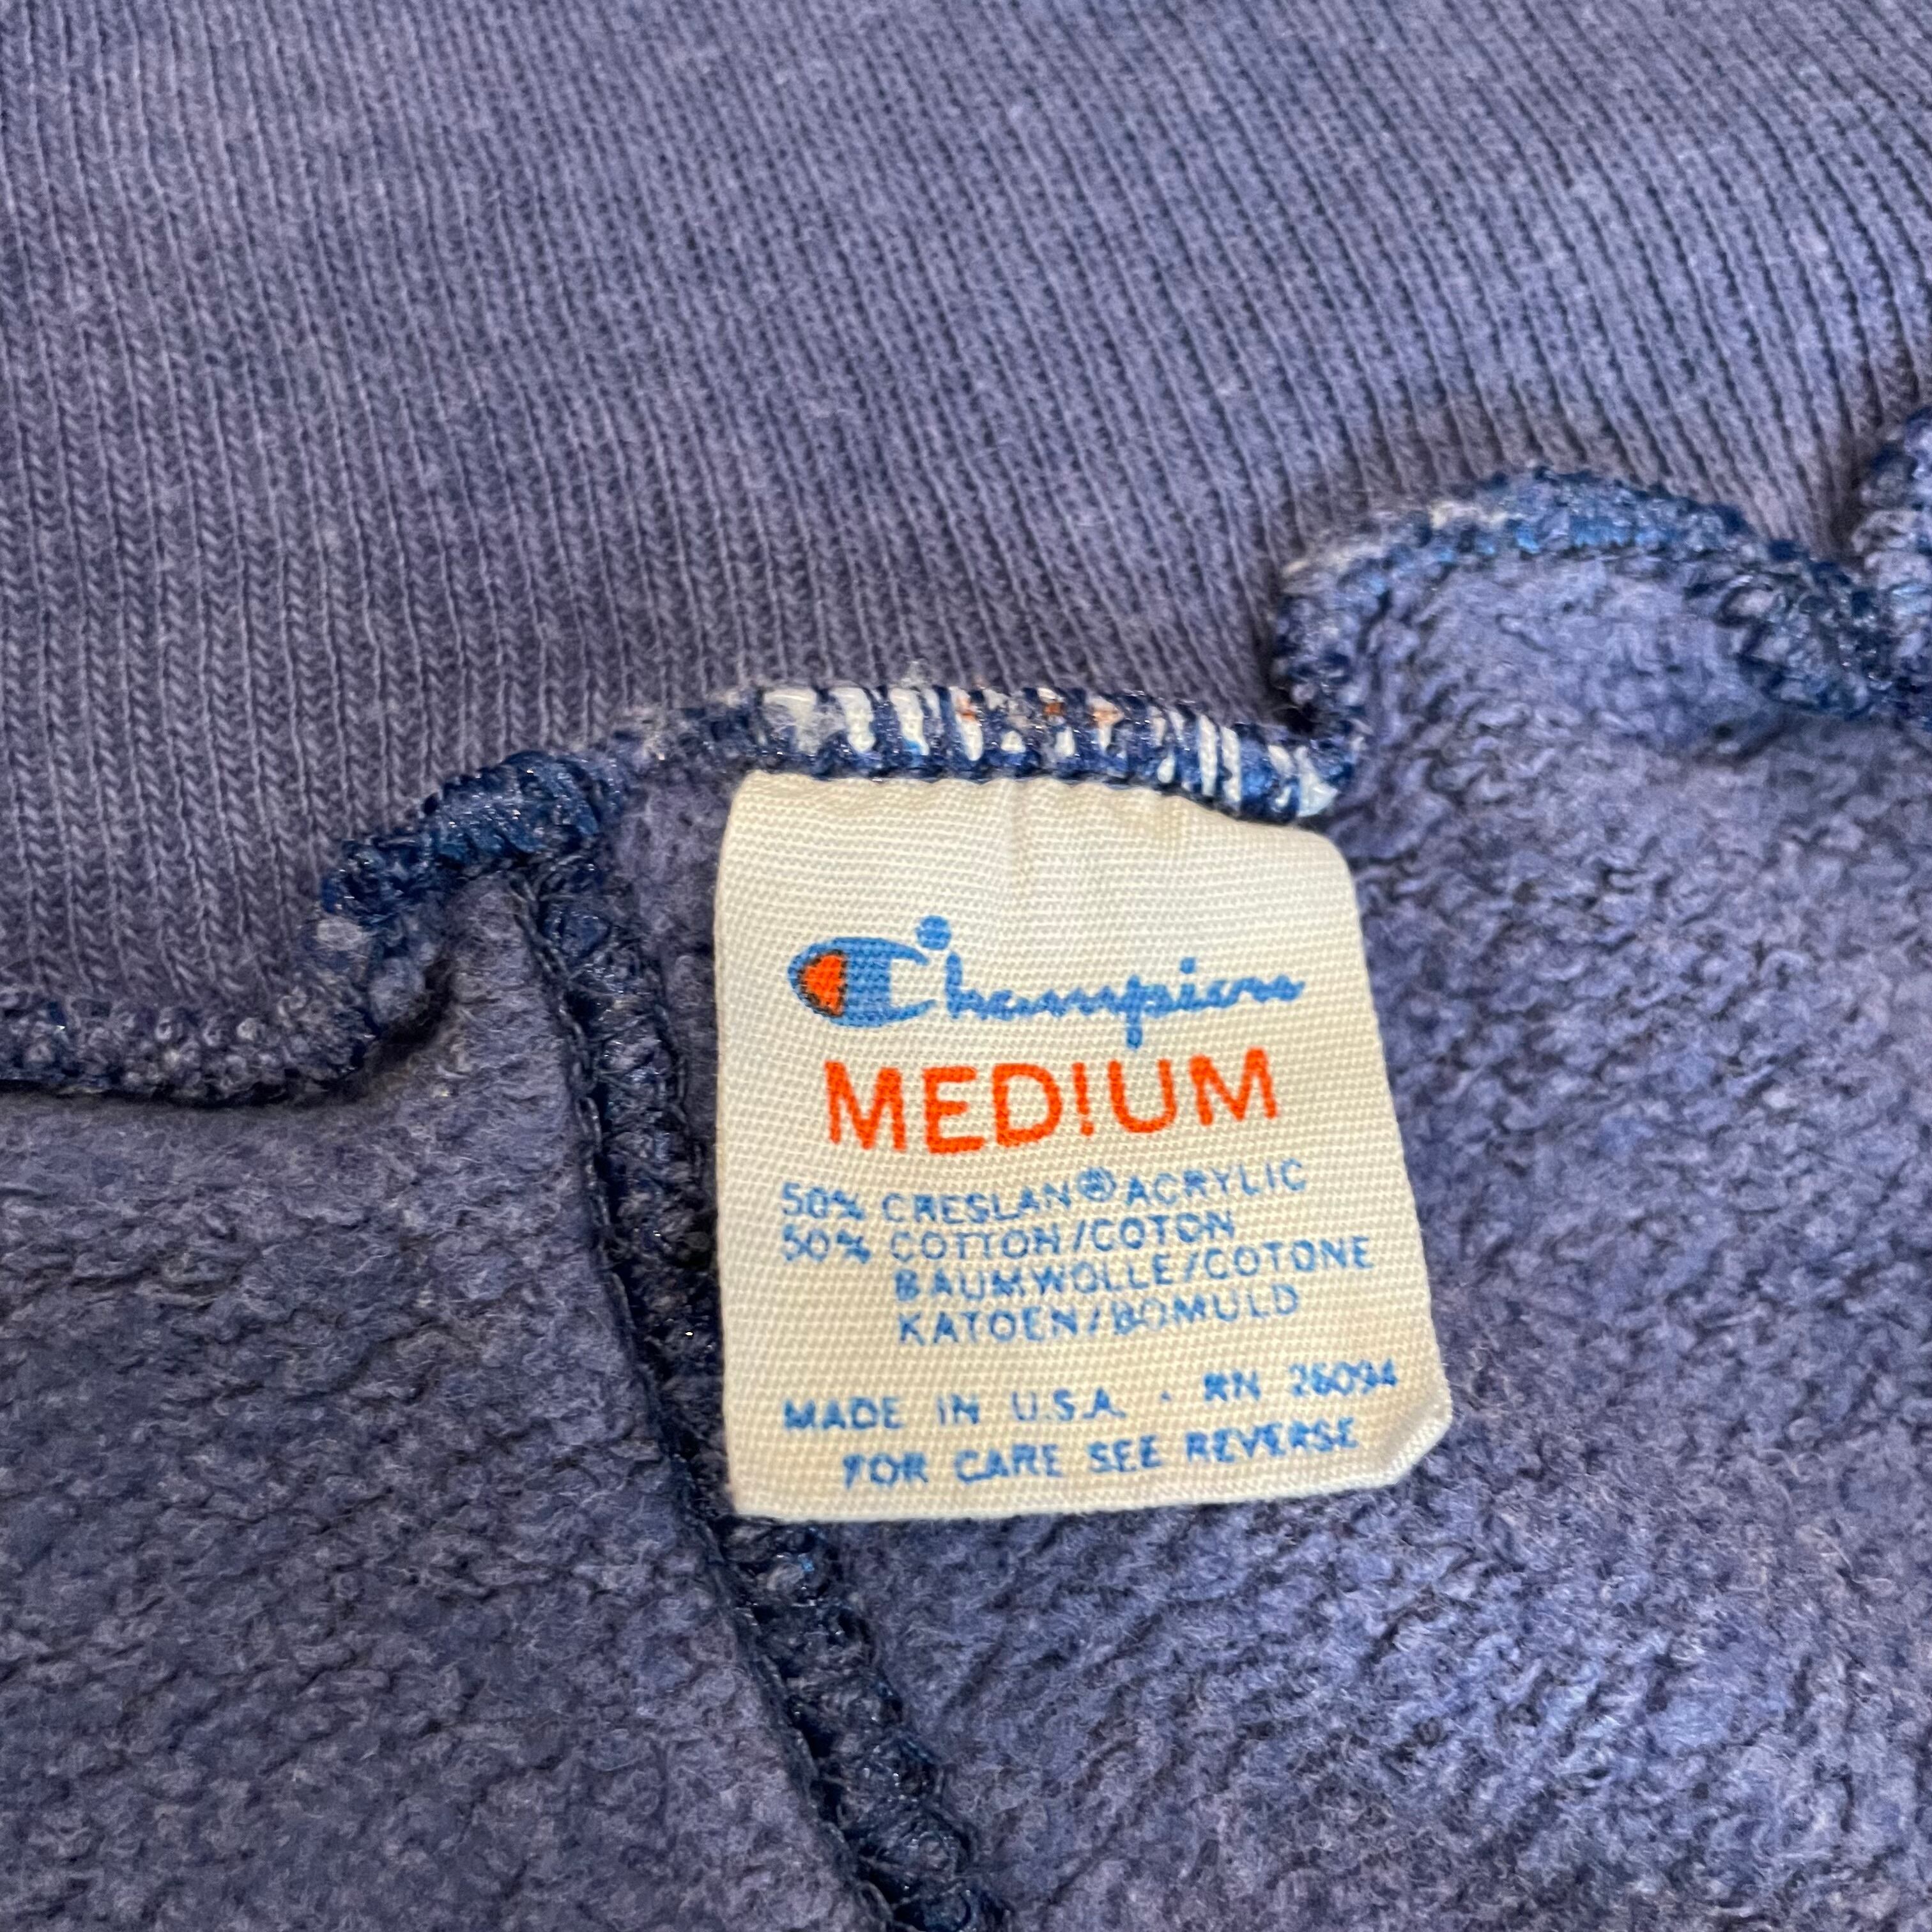 Champion
MED!UM
50% CRESLAN® ACRYLIC
50% COTTON/COTON
BAUMWOLLE/COTONE
KATOEN/BOMULD
MADE IN U.S.A. · RN 26094
FOR CARE SEE REVERSE